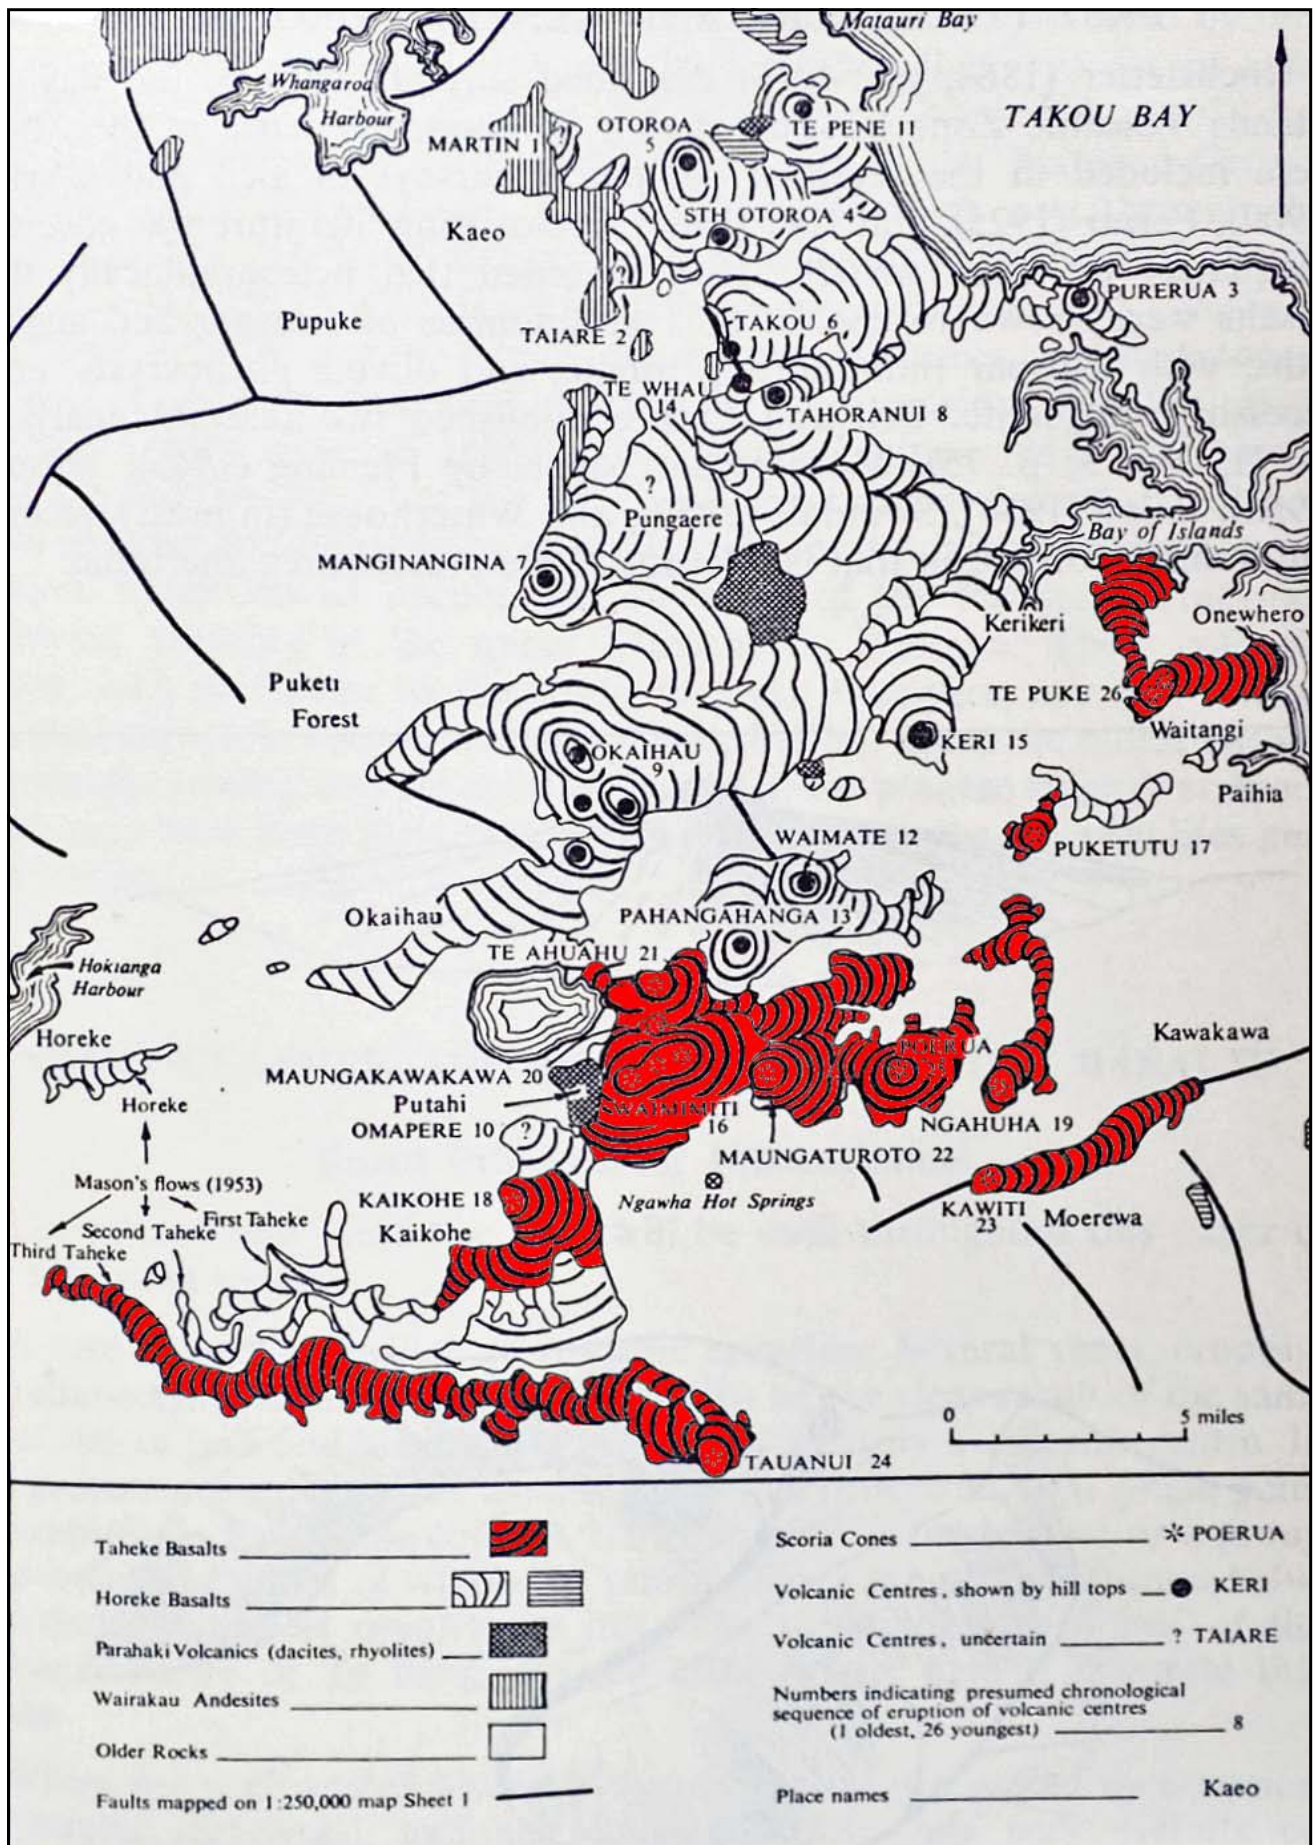 Matauri Bay
Whangaroa
Harbour
TAKOU BAY
OTOROA
5
TE PENE 11
MARTIN 1
STH OTOROA 4
Kaeo
?
PURERUA 3
Pupuke
TAKOU 6
TAIARE 2
TE WHAU
14
TAHORANUI 8
?
Pungaere
Bay of Islands
MANGINANGINA 7
Kerikeri
Onewhero
Puketi
Forest
TE PUKE 26
Waitangi
OKAIHAU
9
KERI 15
Paihia
WAIMATE 12
PUKETUTU 17
Okaihau
PAHANGAHANGA 13
TE AHUAHU 21
Hokianga
Harbour
Horeke
Kawakawa
POERUA
25
MAUNGAKAWAKAWA 20
Putahi
Horeke
SWAIMIMITI
16
OMAPERE 10
?
NGAHUHA 19
MAUNGATUROTO 22
Mason's flows (1953)
Ngawha Hot Springs
KAIKOHE 18
KAWITI
23
Moerewa
First Taheke
Second Taheke
Kaikohe
Third Taheke
0
5 miles
TAUANUI 24
Taheke Basalts
Horeke Basalts
Parahaki Volcanics (dacites, rhyolites)
Wairakau Andesites
Older Rocks
Faults mapped on 1:250,000 map Sheet 1
Scoria Cones POERUA
Volcanic Centres, shown by hill tops KERI
Volcanic Centres, uncertain ? TAIARE
Numbers indicating presumed chronological
sequence of eruption of volcanic centres
(1 oldest, 26 youngest) 8
Place names Kaeo